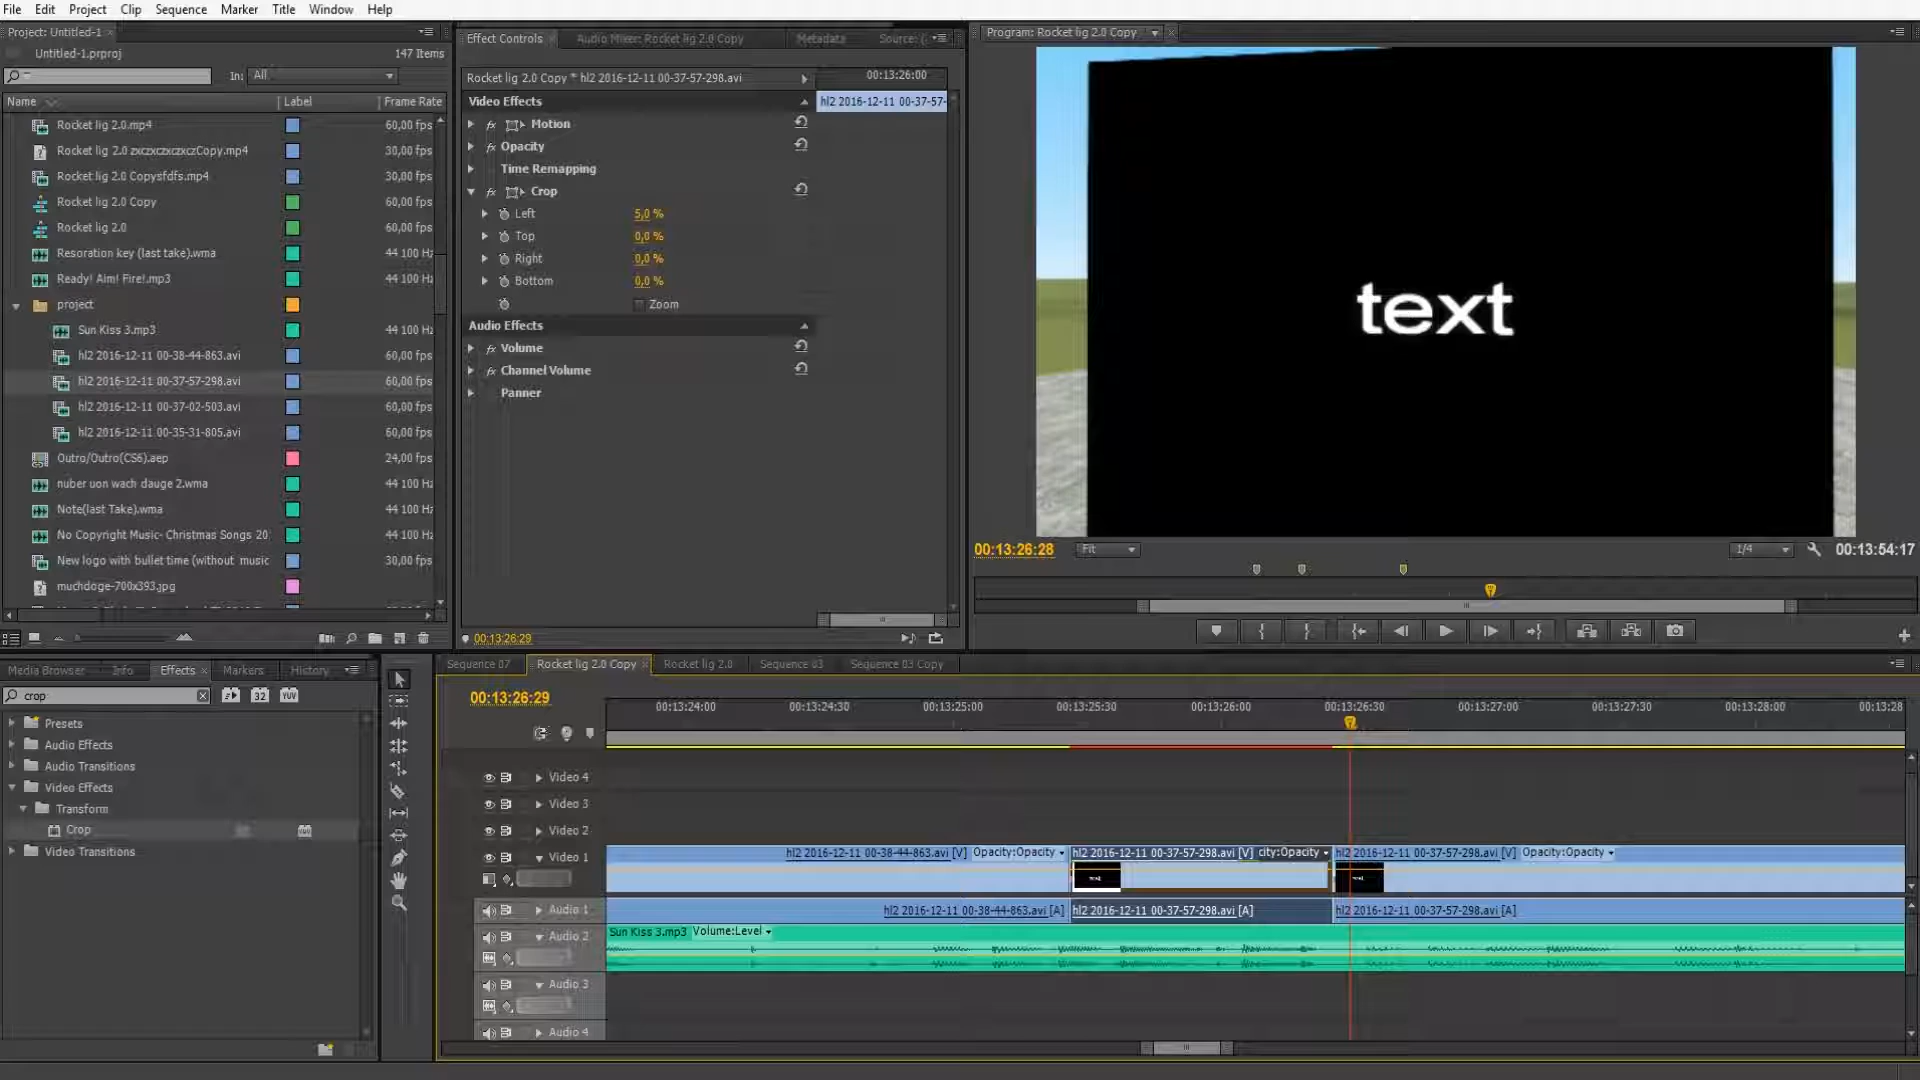 File Edit Project Clip Sequence Marker Title Window Help
Project: Untitled-1
Untitled-1.prproj 147 Items
In: All
Name Label Frame Rate
Rocket lig 2.0.mp4 60,00 fps
Rocket lig 2.0 zxczxczxczxczCopy.mp4 30,00 fps
Rocket lig 2.0 Copysfdfs.mp4 30,00 fps
Rocket lig 2.0 Copy 60,00 fps
Rocket lig 2.0 60,00 fps
Resoration key (last take).wma 44 100 Hz
Ready! Aim! Fire!.mp3 44 100 Hz
project
Sun Kiss 3.mp3 44 100 Hz
hl2 2016-12-11 00-38-44-863.avi 60,00 fps
hl2 2016-12-11 00-37-57-298.avi 60,00 fps
hl2 2016-12-11 00-37-02-503.avi 60,00 fps
hl2 2016-12-11 00-35-31-805.avi 60,00 fps
Outro/Outro(CS6).aep 24,00 fps
nuber uon wach dauge 2.wma 44 100 Hz
Note(last Take).wma 44 100 Hz
No Copyright Music- Christmas Songs 20 44 100 Hz
New logo with bullet time (without music 30,00 fps
muchdoge-700x393.jpg
Effect Controls Audio Mixer: Rocket lig 2.0 Copy Metadata Source: (
Rocket lig 2.0 Copy * hl2 2016-12-11 00-37-57-298.avi 00:13:26:00
Video Effects hl2 2016-12-11 00-37-57-
fx Motion
fx Opacity
Time Remapping
fx Crop
Left 5,0 %
Top 0,0 %
Right 0,0 %
Bottom 0,0 %
Zoom
Audio Effects
fx Volume
fx Channel Volume
Panner
00:13:26:29
Program: Rocket lig 2.0 Copy
text
00:13:26:28 Fit 1/4 00:13:54:17
Media Browser Info Effects Markers History
crop 32 YUV
Presets
Audio Effects
Audio Transitions
Video Effects
Transform
Crop YUV
Video Transitions
Sequence 07 Rocket lig 2.0 Copy Rocket lig 2.0 Sequence 03 Sequence 03 Copy
00:13:26:29
00:13:24:00 00:13:24:30 00:13:25:00 00:13:25:30 00:13:26:00 00:13:26:30 00:13:27:00 00:13:27:30 00:13:28:00 00:13:28
Video 4
Video 3
Video 2
Video 1 hl2 2016-12-11 00-38-44-863.avi [V] Opacity:Opacity hl2 2016-12-11 00-37-57-298.avi [V] city:Opacity hl2 2016-12-11 00-37-57-298.avi [V] Opacity:Opacity
Audio 1 hl2 2016-12-11 00-38-44-863.avi [A] hl2 2016-12-11 00-37-57-298.avi [A] hl2 2016-12-11 00-37-57-298.avi [A]
Audio 2 Sun Kiss 3.mp3 Volume:Level
Audio 3
Audio 4